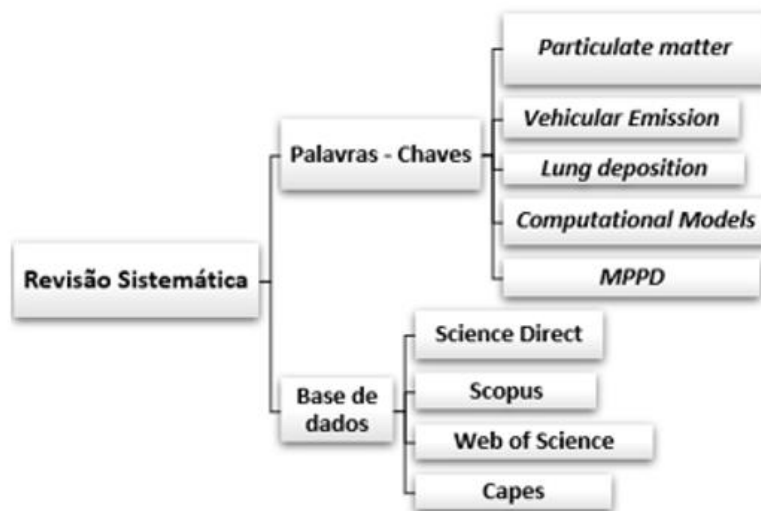 Revisão Sistemática
Palavras - Chaves
Particulate matter
Vehicular Emission
Lung deposition
Computational Models
MPPD
Base de
dados
Science Direct
Scopus
Web of Science
Capes